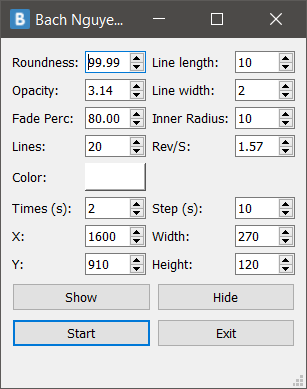 B Bach Nguye...
Roundness: 99.99 Line length: 10
Opacity: 3.14 Line width: 2
Fade Perc: 80.00 Inner Radius: 10
Lines: 20 Rev/S: 1.57
Color:
Times (s): 2 Step (s): 10
X: 1600 Width: 270
Y: 910 Height: 120
Show Hide
Start Exit